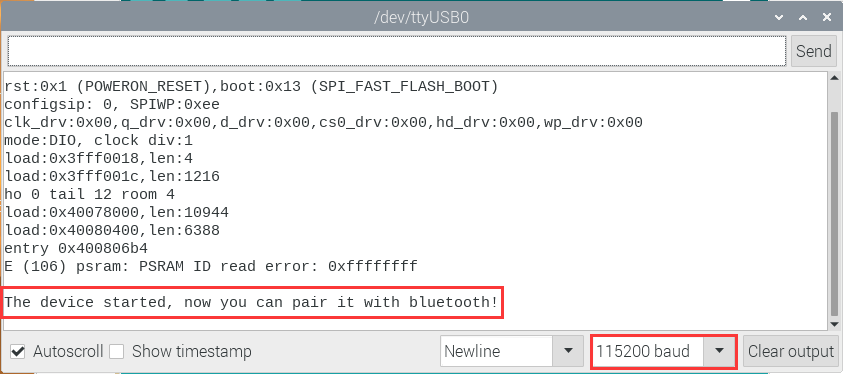 /dev/ttyUSB0
Send
rst:0x1 (POWERON_RESET),boot:0x13 (SPI_FAST_FLASH_BOOT)
configsip: 0, SPIWP:0xee
clk_drv:0x00,q_drv:0x00,d_drv:0x00,cs0_drv:0x00,hd_drv:0x00,wp_drv:0x00
mode:DIO, clock div:1
load:0x3fff0018,len:4
load:0x3fff001c,len:1216
ho 0 tail 12 room 4
load:0x40078000,len:10944
load:0x40080400,len:6388
entry 0x400806b4
E (106) psram: PSRAM ID read error: 0xffffffff
The device started, now you can pair it with bluetooth!
Autoscroll Show timestamp Newline 115200 baud Clear output